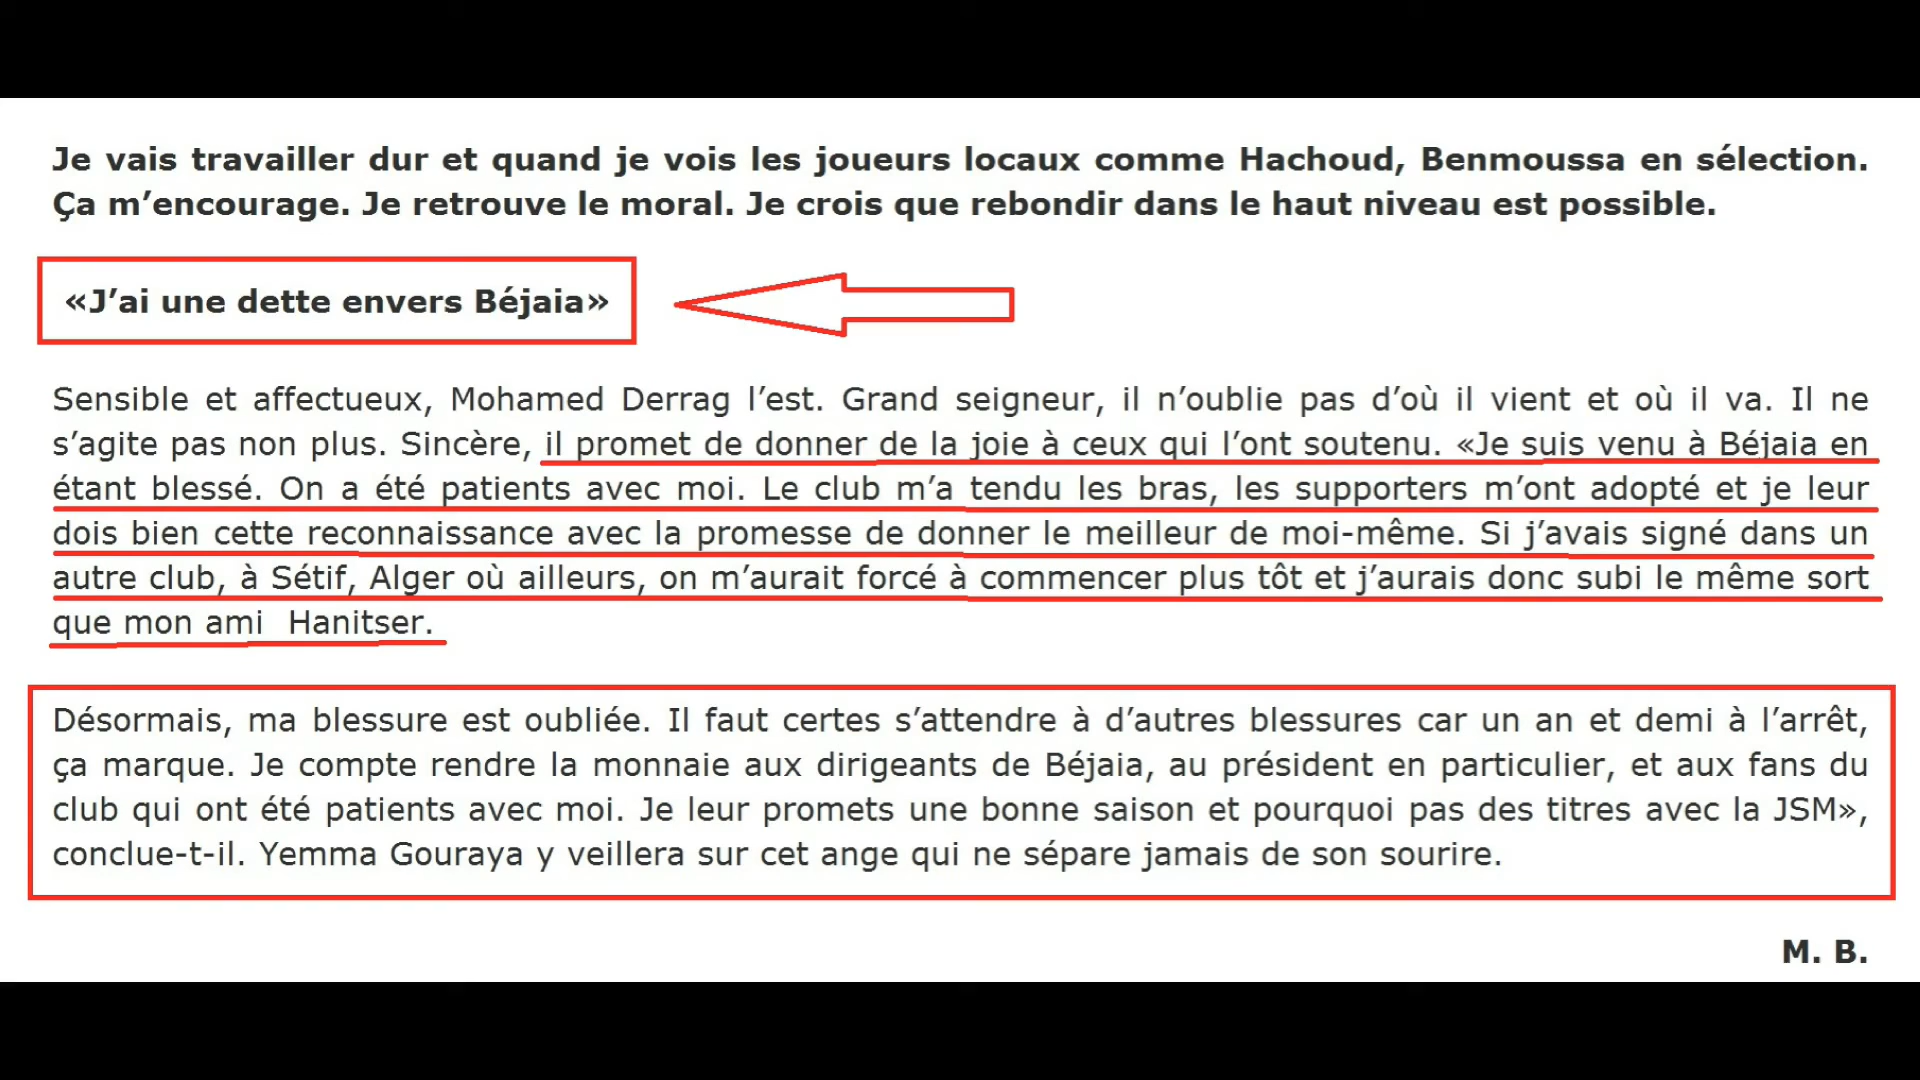 Je vais travailler dur et quand je vois les joueurs locaux comme Hachoud, Benmoussa en sélection.
Ça m’encourage. Je retrouve le moral. Je crois que rebondir dans le haut niveau est possible.
«J’ai une dette envers Béjaia»
Sensible et affectueux, Mohamed Derrag l’est. Grand seigneur, il n’oublie pas d’où il vient et où il va. Il ne
s’agite pas non plus. Sincère, il promet de donner de la joie à ceux qui l’ont soutenu. «Je suis venu à Béjaia en
étant blessé. On a été patients avec moi. Le club m’a tendu les bras, les supporters m’ont adopté et je leur
dois bien cette reconnaissance avec la promesse de donner le meilleur de moi-même. Si j’avais signé dans un
autre club, à Sétif, Alger où ailleurs, on m’aurait forcé à commencer plus tôt et j’aurais donc subi le même sort
que mon ami  Hanitser.
Désormais, ma blessure est oubliée. Il faut certes s’attendre à d’autres blessures car un an et demi à l’arrêt,
ça marque. Je compte rendre la monnaie aux dirigeants de Béjaia, au président en particulier, et aux fans du
club qui ont été patients avec moi. Je leur promets une bonne saison et pourquoi pas des titres avec la JSM»,
conclue-t-il. Yemma Gouraya y veillera sur cet ange qui ne sépare jamais de son sourire.
M. B.